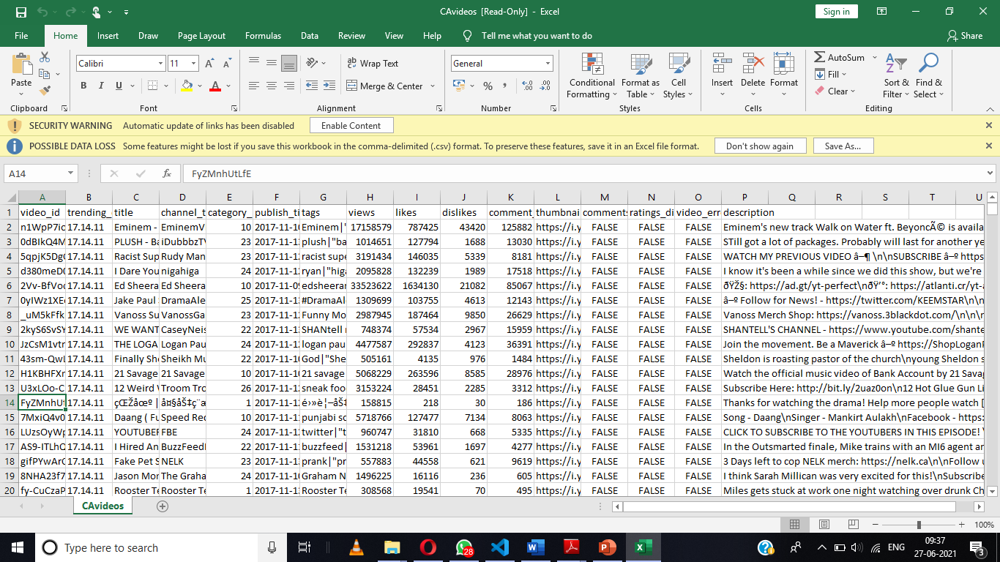 CAvideos [Read-Only] - Excel
Sign in
File Home Insert Draw Page Layout Formulas Data Review View Help Tell me what you want to do Share
Paste Calibri 11 Wrap Text General Conditional Formatting Format as Table Cell Styles Insert Delete Format AutoSum Sort & Filter Find & Select
B I U Merge & Center Fill Clear
Clipboard Font Alignment Number Styles Cells Editing
SECURITY WARNING Automatic update of links has been disabled Enable Content
POSSIBLE DATA LOSS Some features might be lost if you save this workbook in the comma-delimited (.csv) format. To preserve these features, save it in an Excel file format. Don't show again Save As...
A14 fx FyZMnhUtLfE
A B C D E F G H I J K L M N O P Q R S T U
1 video_id trending_ title channel_t category_ publish_ti tags views likes dislikes comment_ thumbnai comments ratings_di video_err description
2 n1WpP7io 17.14.11 Eminem - EminemV 10 2017-11-10 Eminem|" 17158579 787425 43420 125882 https://i.y FALSE FALSE FALSE Eminem's new track Walk on Water ft. BeyoncÃ© is availa
3 0dBIkQ4M 17.14.11 PLUSH - Ba iDubbbzTV 23 2017-11-1 plush|"ba 1014651 127794 1688 13030 https://i.y FALSE FALSE FALSE STill got a lot of packages. Probably will last for another ye
4 5qpjK5Dg 17.14.11 Racist Sup Rudy Man 23 2017-11-1 racist supe 3191434 146035 5339 8181 https://i.y FALSE FALSE FALSE WATCH MY PREVIOUS VIDEO â–¶ \n\nSUBSCRIBE â–º https
5 d380meD0 17.14.11 I Dare You nigahiga 24 2017-11-1 ryan|"higa 2095828 132239 1989 17518 https://i.y FALSE FALSE FALSE I know it's been a while since we did this show, but we're
6 2Vv-BfVoq 17.14.11 Ed Sheera Ed Sheera 10 2017-11-09 edsheeran 33523622 1634130 21082 85067 https://i.y FALSE FALSE FALSE ðŸŽ§: https://ad.gt/yt-perfect\nðŸ’°: https://atlanti.cr/yt-a
7 0yIWz1XE 17.14.11 Jake Paul DramaAle 25 2017-11-1 #DramaAl 1309699 103755 4613 12143 https://i.y FALSE FALSE FALSE â–º Follow for News! - https://twitter.com/KEEMSTAR\n\n
8 _uM5kFfk 17.14.11 Vanoss Su VanossGa 23 2017-11-1 Funny Mo 2987945 187464 9850 26629 https://i.y FALSE FALSE FALSE Vanoss Merch Shop: https://vanoss.3blackdot.com/\n\n\n
9 2kyS6SvSY 17.14.11 WE WANT CaseyNeis 22 2017-11-1 SHANtell 748374 57534 2967 15959 https://i.y FALSE FALSE FALSE SHANTELL'S CHANNEL - https://www.youtube.com/shante
10 JzCsM1vtr 17.14.11 THE LOGA Logan Pau 24 2017-11-1 logan pau 4477587 292837 4123 36391 https://i.y FALSE FALSE FALSE Join the movement. Be a Maverick â–º https://ShopLoganP
11 43sm-QwL 17.14.11 Finally She Sheikh Mu 22 2017-11-1 God|"She 505161 4135 976 1484 https://i.y FALSE FALSE FALSE Sheldon is roasting pastor of the church\nyoung Sheldon s
12 H1KBHFXr 17.14.11 21 Savage 21 Savage 10 2017-11-10 21 savage 5068229 263596 8585 28976 https://i.y FALSE FALSE FALSE Watch the official music video of Bank Account by 21 Savag
13 U3xLOo-C 17.14.11 12 Weird W Troom Tro 26 2017-11-1 sneak foo 3153224 28451 2285 3312 https://i.y FALSE FALSE FALSE Subscribe Here: http://bit.ly/2uaz0on\n12 Hot Glue Gun Li
14 FyZMnhUt 17.14.11 çŒŽåœº | å¤§åŠ‡ç¨æ 1 2017-11-1 é›»è¦–åŠ‡ 158815 218 30 186 https://i.y FALSE FALSE FALSE Thanks for watching the drama! Help more people watch [
15 7MxiQ4v0 17.14.11 Daang ( Fu Speed Rec 10 2017-11-1 punjabi so 5718766 127477 7134 8063 https://i.y FALSE FALSE FALSE Song - Daang\nSinger - Mankirt Aulakh\nFacebook - https:
16 LUzsOyWp 17.14.11 YOUTUBER FBE 24 2017-11-1 twitter|"t 960747 31810 668 5335 https://i.y FALSE FALSE FALSE CLICK TO SUBSCRIBE TO THE YOUTUBERS IN THIS EPISODE!
17 AS9-ITLhQ 17.14.11 I Hired An BuzzFeedB 22 2017-11-1 buzzfeed| 1531218 53961 1697 4277 https://i.y FALSE FALSE FALSE In the Outsmarted finale, Mike trains with an MI6 agent an
18 gifPYwArC 17.14.11 Fake Pet S NELK 23 2017-11-1 prank|"pr 557883 44558 621 9619 https://i.y FALSE FALSE FALSE 3 Days left to cop NELK merch: https://nelk.ca\n\nFollow u
19 8NHA23f7 17.14.11 Jason Mor The Graha 24 2017-11-1 Graham N 1496225 16116 236 605 https://i.y FALSE FALSE FALSE I think Sarah Millican was very excited for this!\nSubscribe
20 fy-CuCzaP 17.14.11 Rooster Te Rooster Te 1 2017-11-1 Rooster Te 308568 19541 70 495 https://i.y FALSE FALSE FALSE Miles gets stuck at work one night watching over drunk Ch
CAvideos
100%
Type here to search 28 ENG 09:37
27-06-2021 3